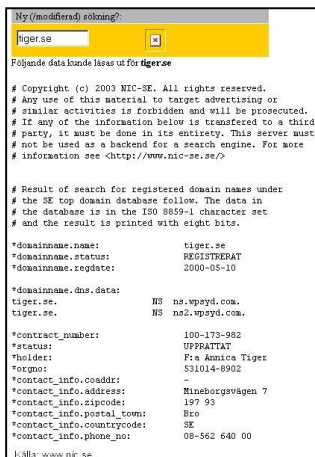 Ny (/modifierad) sökning?:
tiger.se
Följande data kunde läsas ut för tiger.se
# Copyright (c) 2003 NIC-SE. All rights reserved.
# Any use of this material to target advertising or
# similar activities is forbidden and will be prosecuted.
# If any of the information below is transfered to a third
# party, it must be done in its entirety. This server must
# not be used as a backend for a search engine. For more
# information see <http://www.nic-se.se/>
# Result of search for registered domain names under
# the SE top domain database follow. The data in
# the database is in the ISO 8859-1 character set
# and the result is printed with eight bits.
*domainname.name: tiger.se
*domainname.status: REGISTRERAT
*domainname.regdate: 2000-05-10
*domainname.dns.data:
tiger.se. NS ns.wpsyd.com.
tiger.se. NS ns2.wpsyd.com.
*contract_number: 100-173-982
*status: UPPRATTAT
*holder: F:a Annica Tiger
*orgno: 531014-8902
*contact_info.coaddr: -
*contact_info.address: Mineborgsvägen 7
*contact_info.zipcode: 197 93
*contact_info.postal_town: Bro
*contact_info.countrycode: SE
*contact_info.phone_no: 08-562 640 00
Källa: www.nic.se